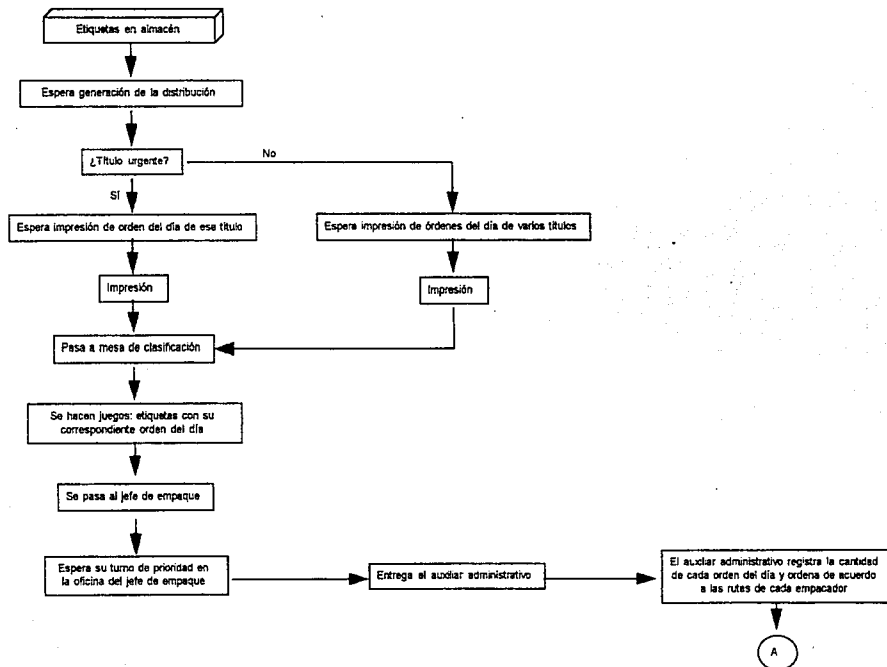 Etiquetas en almacén
Espera generación de la distribución
¿Título urgente?
No
Sí
Espera impresión de orden del día de ese título
Espera impresión de órdenes del día de varios títulos
Impresión
Impresión
Pasa a mesa de clasificación
Se hacen juegos: etiquetas con su
correspondiente orden del día
Se pasa al jefe de empaque
Espera su turno de prioridad en
la oficina del jefe de empaque
Entrega al auxiliar administrativo
El auxiliar administrativo registra la cantidad
de cada orden del día y ordena de acuerdo
a las rutas de cada empacador
A